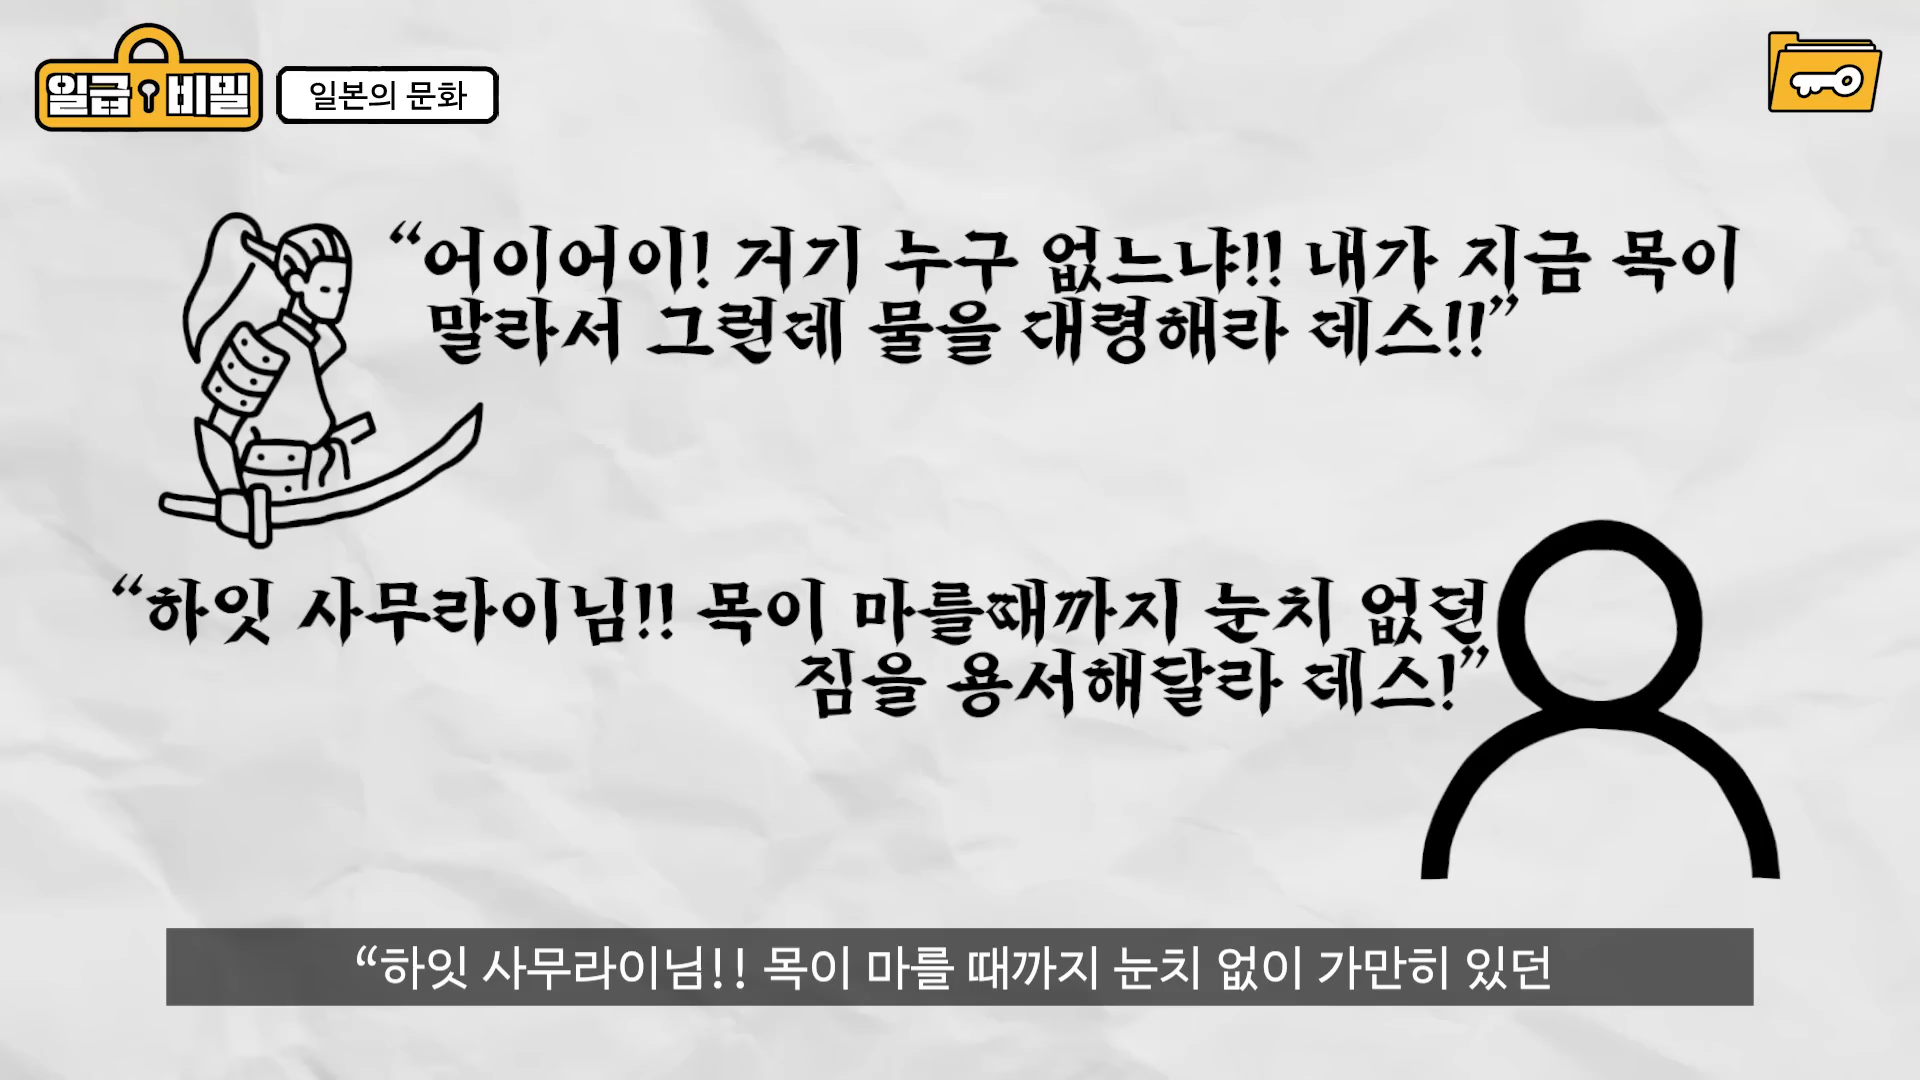 일급비밀
일본의 문화
“어이어이! 거기 누구 없느냐!! 내가 지금 목이
말라서 그런데 물을 대령해라 데스!!”
“하잇 사무라이님!! 목이 마를때까지 눈치 없던
짐을 용서해달라 데스!”
“하잇 사무라이님!! 목이 마를 때까지 눈치 없이 가만히 있던